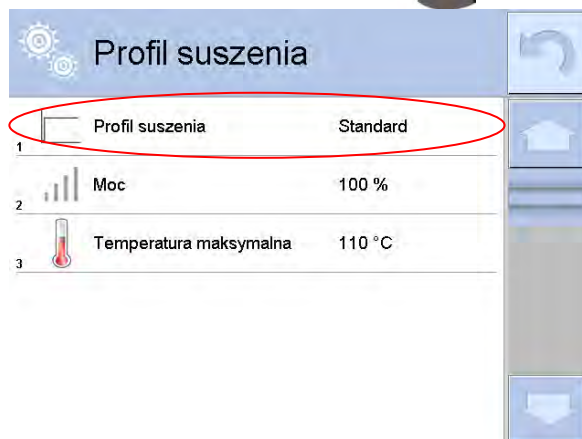 Profil suszenia
1 Profil suszenia Standard
2 Moc 100 %
3 Temperatura maksymalna 110 °C